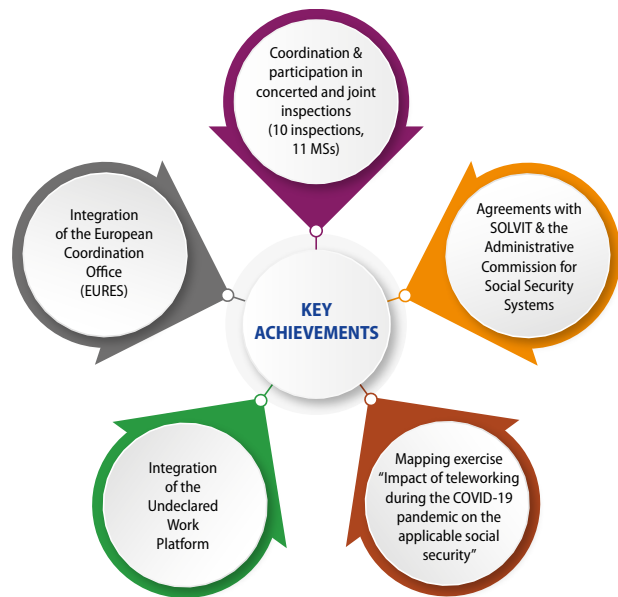 Coordination &
participation in
concerted and joint
inspections
(10 inspections,
11 MSs)
Integration
of the European
Coordination
Office
(EURES)
Agreements with
SOLVIT & the
Administrative
Commission for
Social Security
Systems
KEY
ACHIEVEMENTS
Integration
of the
Undeclared
Work
Platform
Mapping exercise
“Impact of teleworking
during the COVID-19
pandemic on the
applicable social
security”